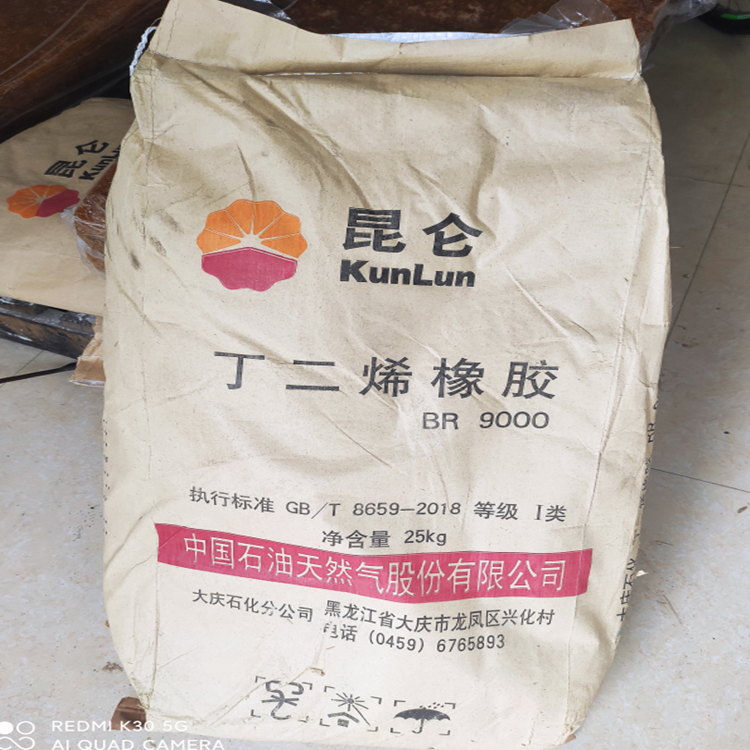 昆仑
KunLun
昆仑
KunLun
丁二烯橡胶
BR 9000
执行标准 GB/T 8659-2018 等级 I类
净含量 25kg
中国石油天然气股份有限公司
大庆石化分公司 黑龙江省大庆市龙凤区兴化村
电话 (0459) 6765893
REDMI K30 5G
AI QUAD CAMERA